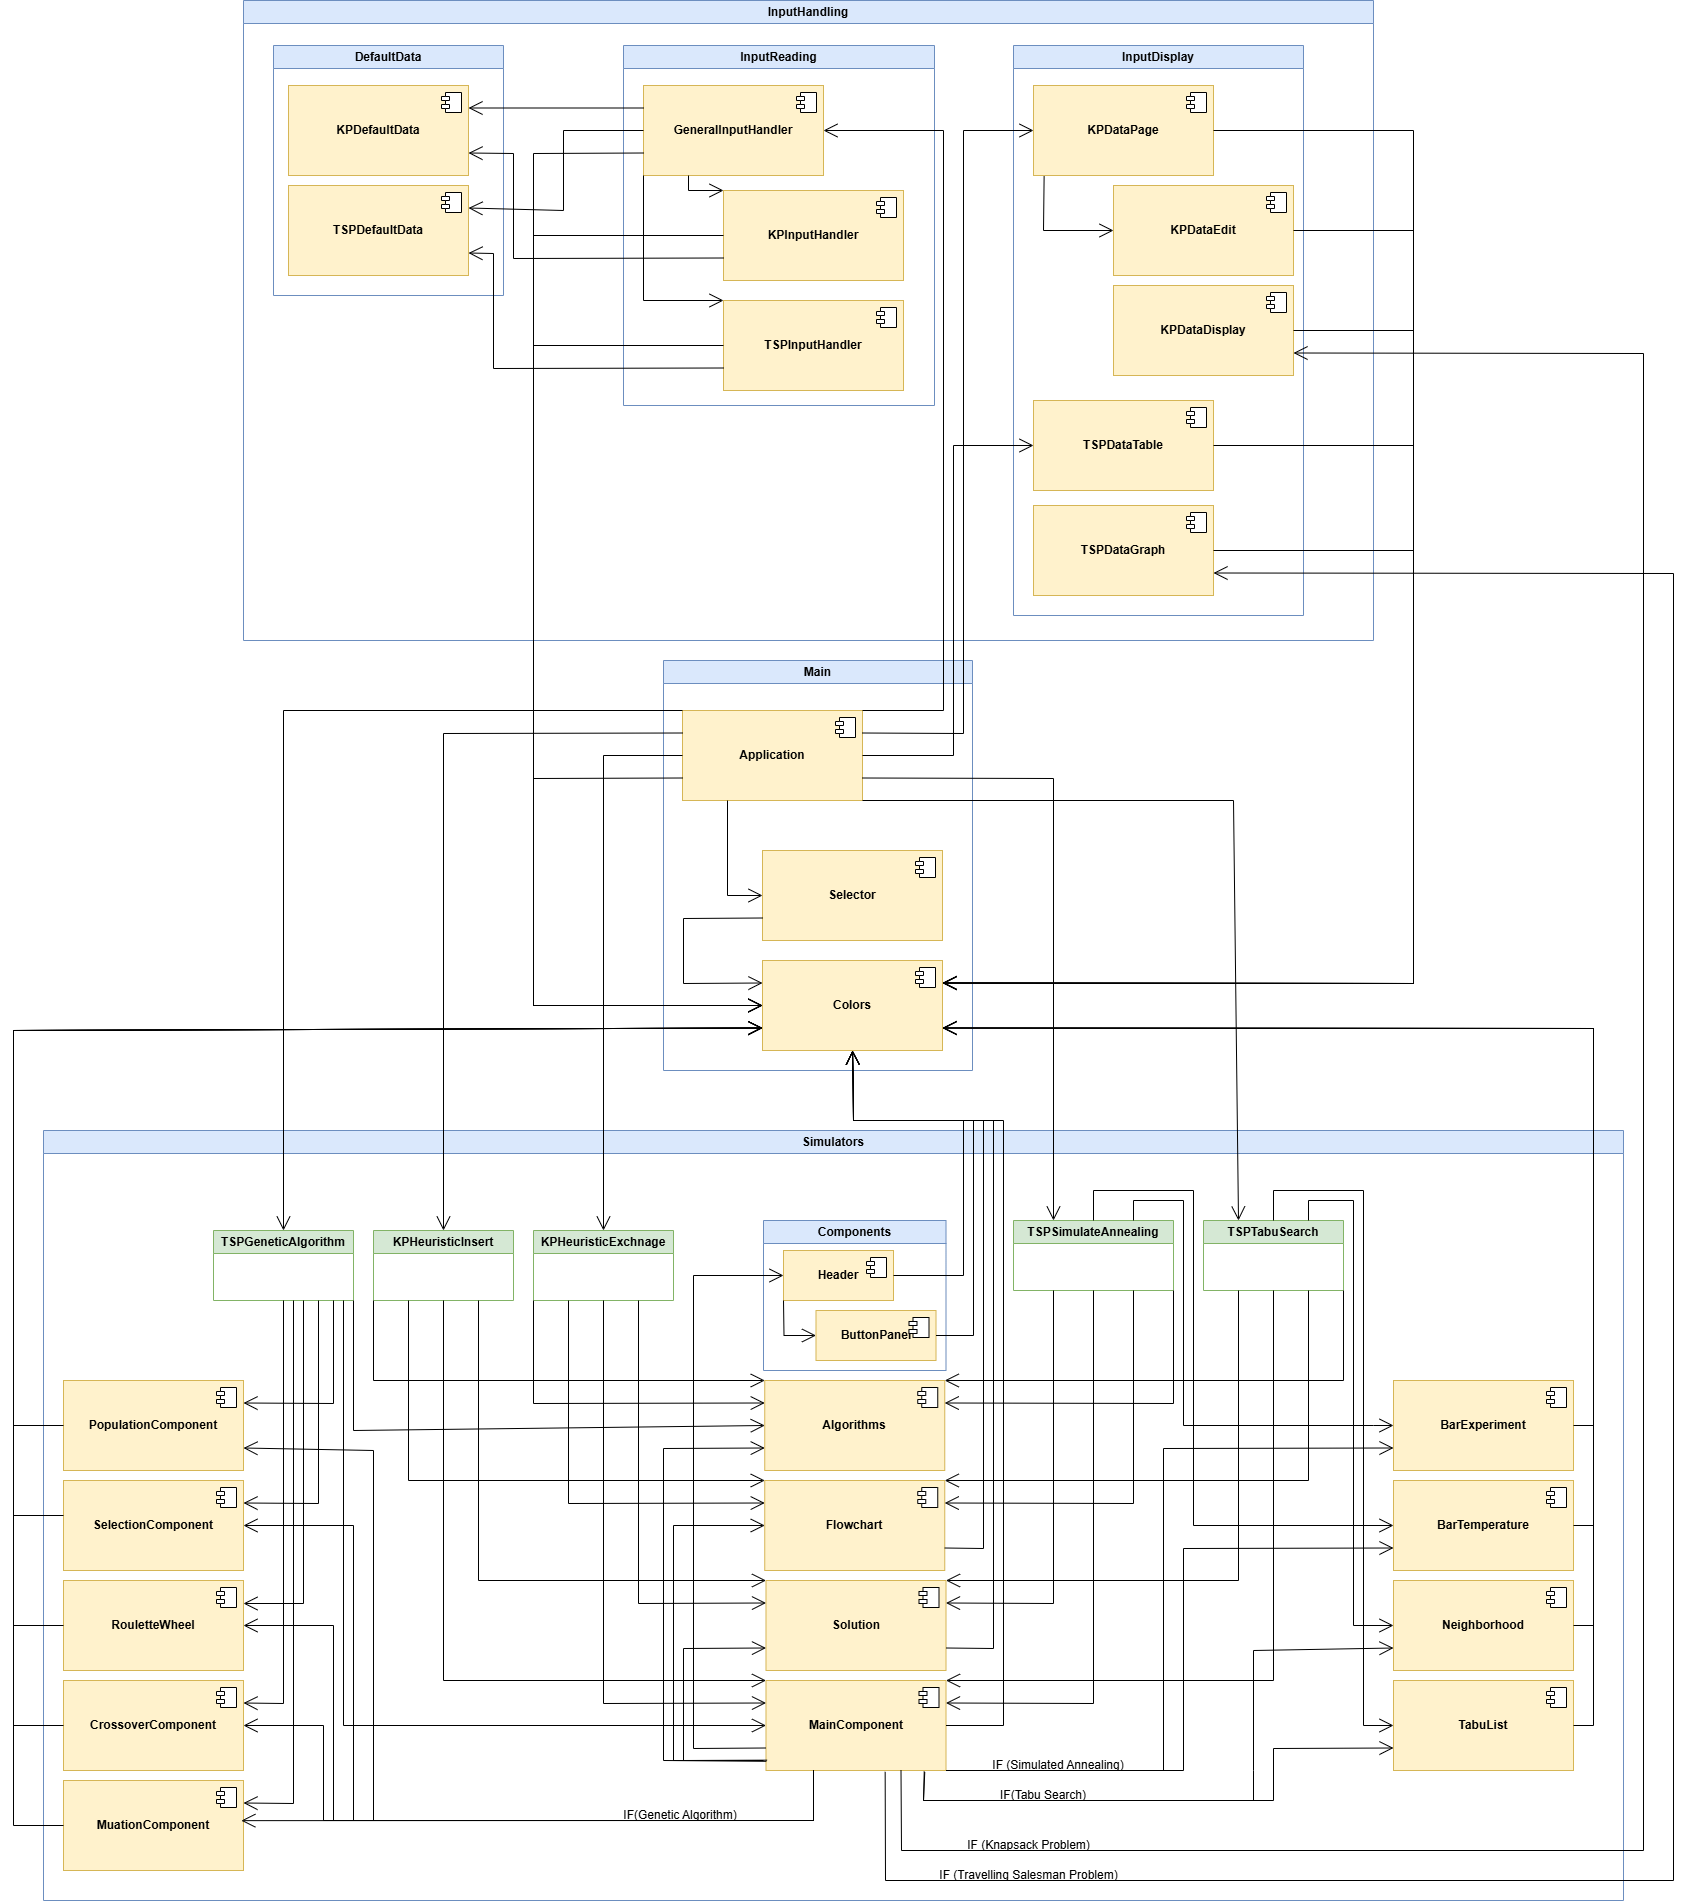 InputHandling
DefaultData
InputReading
InputDisplay
KPDefaultData
GeneralInputHandler
KPDataPage
TSPDefaultData
KPInputHandler
KPDataEdit
TSPInputHandler
KPDataDisplay
TSPDataTable
TSPDataGraph
Main
Application
Selector
Colors
Simulators
TSPGeneticAlgorithm
KPHeuristicInsert
KPHeuristicExchnage
Components
TSPSimulateAnnealing
TSPTabuSearch
Header
ButtonPanel
PopulationComponent
Algorithms
BarExperiment
SelectionComponent
Flowchart
BarTemperature
RouletteWheel
Solution
Neighborhood
CrossoverComponent
MainComponent
TabuList
IF (Simulated Annealing)
IF(Tabu Search)
IF(Genetic Algorithm)
MuationComponent
IF (Knapsack Problem)
IF (Travelling Salesman Problem)